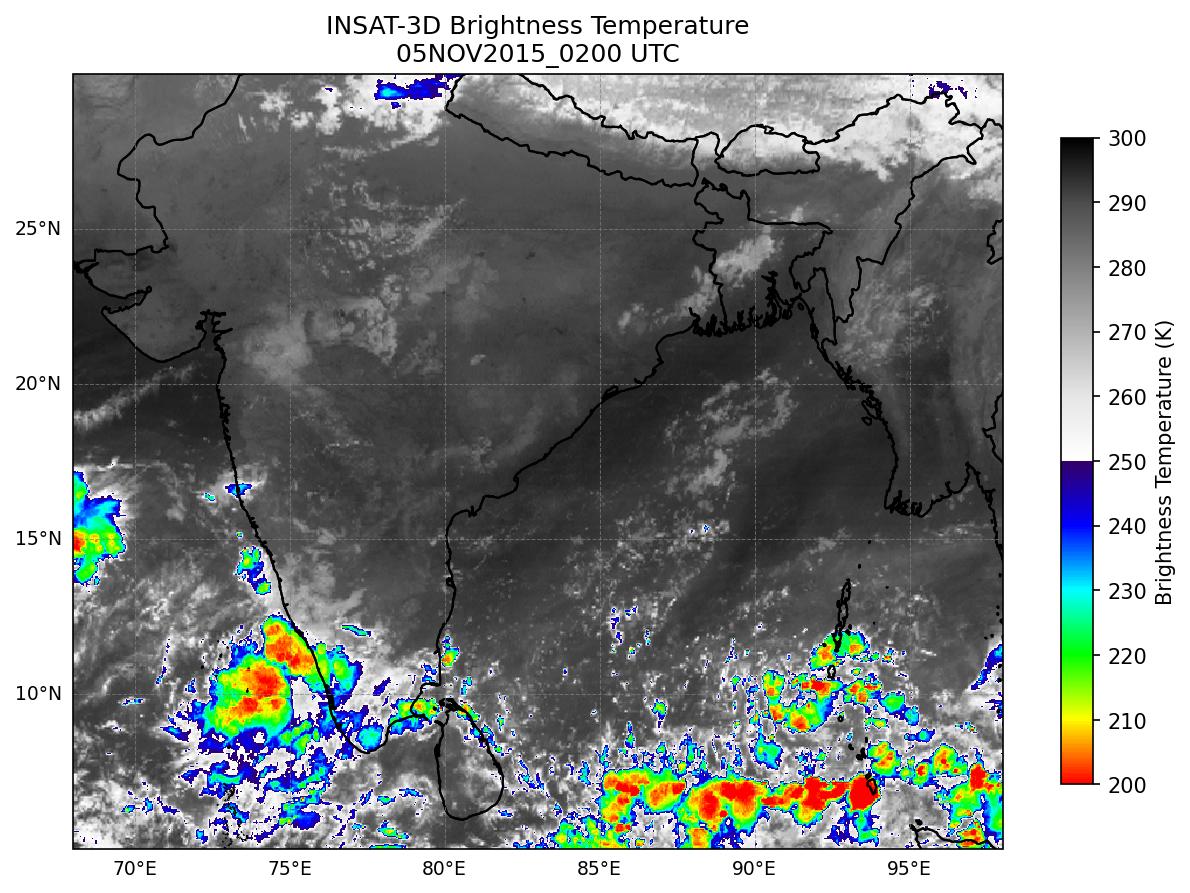 INSAT-3D Brightness Temperature
05NOV2015_0200 UTC
25°N
20°N
15°N
10°N
70°E
75°E
80°E
85°E
90°E
95°E
300
290
280
270
260
250
240
230
220
210
200
Brightness Temperature (K)